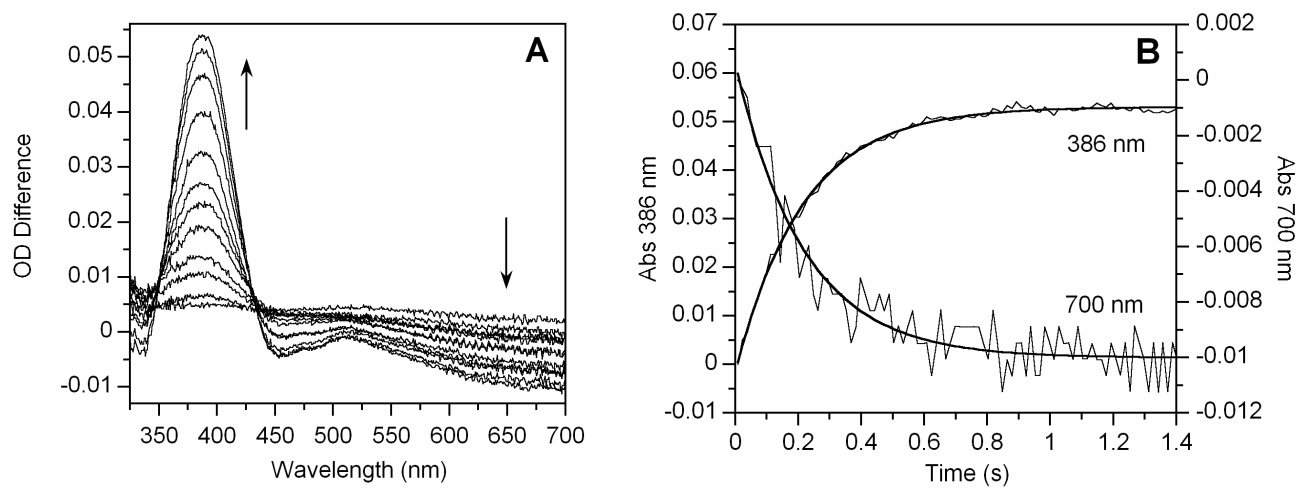 A
OD Difference
0.05
0.04
0.03
0.02
0.01
0
-0.01
350 400 450 500 550 600 650 700
Wavelength (nm)
B
Abs 386 nm
0.07
0.06
0.05
0.04
0.03
0.02
0.01
0
-0.01
386 nm
700 nm
0.002
0
-0.002
-0.004
-0.006
-0.008
-0.01
-0.012
Abs 700 nm
0 0.2 0.4 0.6 0.8 1 1.2 1.4
Time (s)